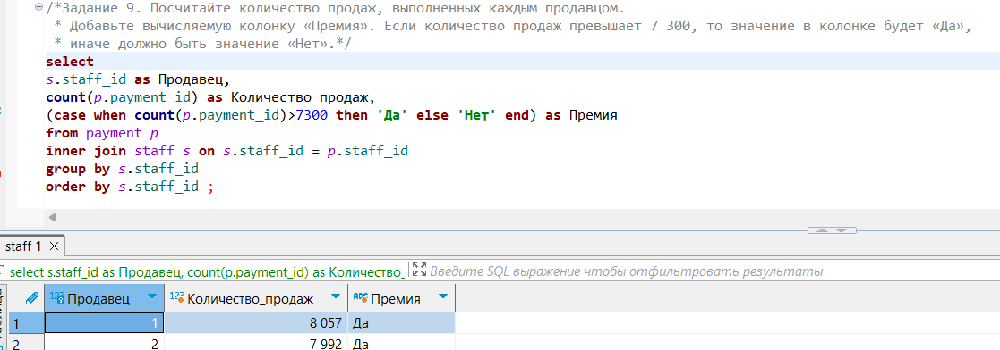 /*Задание 9. Посчитайте количество продаж, выполненных каждым продавцом.
* Добавьте вычисляемую колонку «Премия». Если количество продаж превышает 7 300, то значение в колонке будет «Да»,
* иначе должно быть значение «Нет».*/
select
s.staff_id as Продавец,
count(p.payment_id) as Количество_продаж,
(case when count(p.payment_id)>7300 then 'Да' else 'Нет' end) as Премия
from payment p
inner join staff s on s.staff_id = p.staff_id
group by s.staff_id
order by s.staff_id ;
staff 1
select s.staff_id as Продавец, count(p.payment_id) as Количество_ Введите SQL выражение чтобы отфильтровать результаты
123 Продавец 123 Количество_продаж ABC Премия
1 1 8 057 Да
2 2 7 992 Да